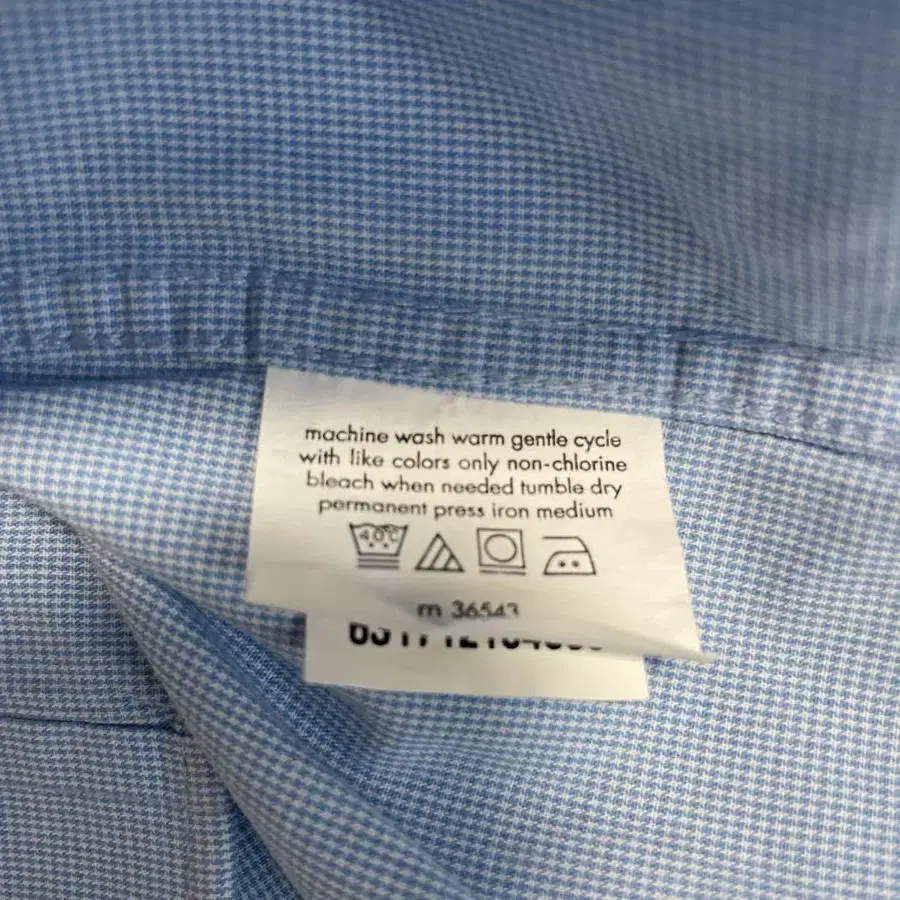 machine wash warm gentle cycle
with like colors only non-chlorine
bleach when needed tumble dry
permanent press iron medium
40°C
rn 36543